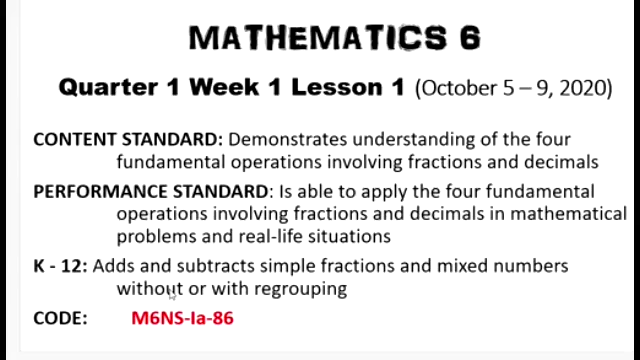 MATHEMATICS 6
Quarter 1 Week 1 Lesson 1 (October 5 – 9, 2020)
CONTENT STANDARD: Demonstrates understanding of the four
fundamental operations involving fractions and decimals
PERFORMANCE STANDARD: Is able to apply the four fundamental
operations involving fractions and decimals in mathematical
problems and real-life situations
K - 12: Adds and subtracts simple fractions and mixed numbers
without or with regrouping
CODE: M6NS-Ia-86